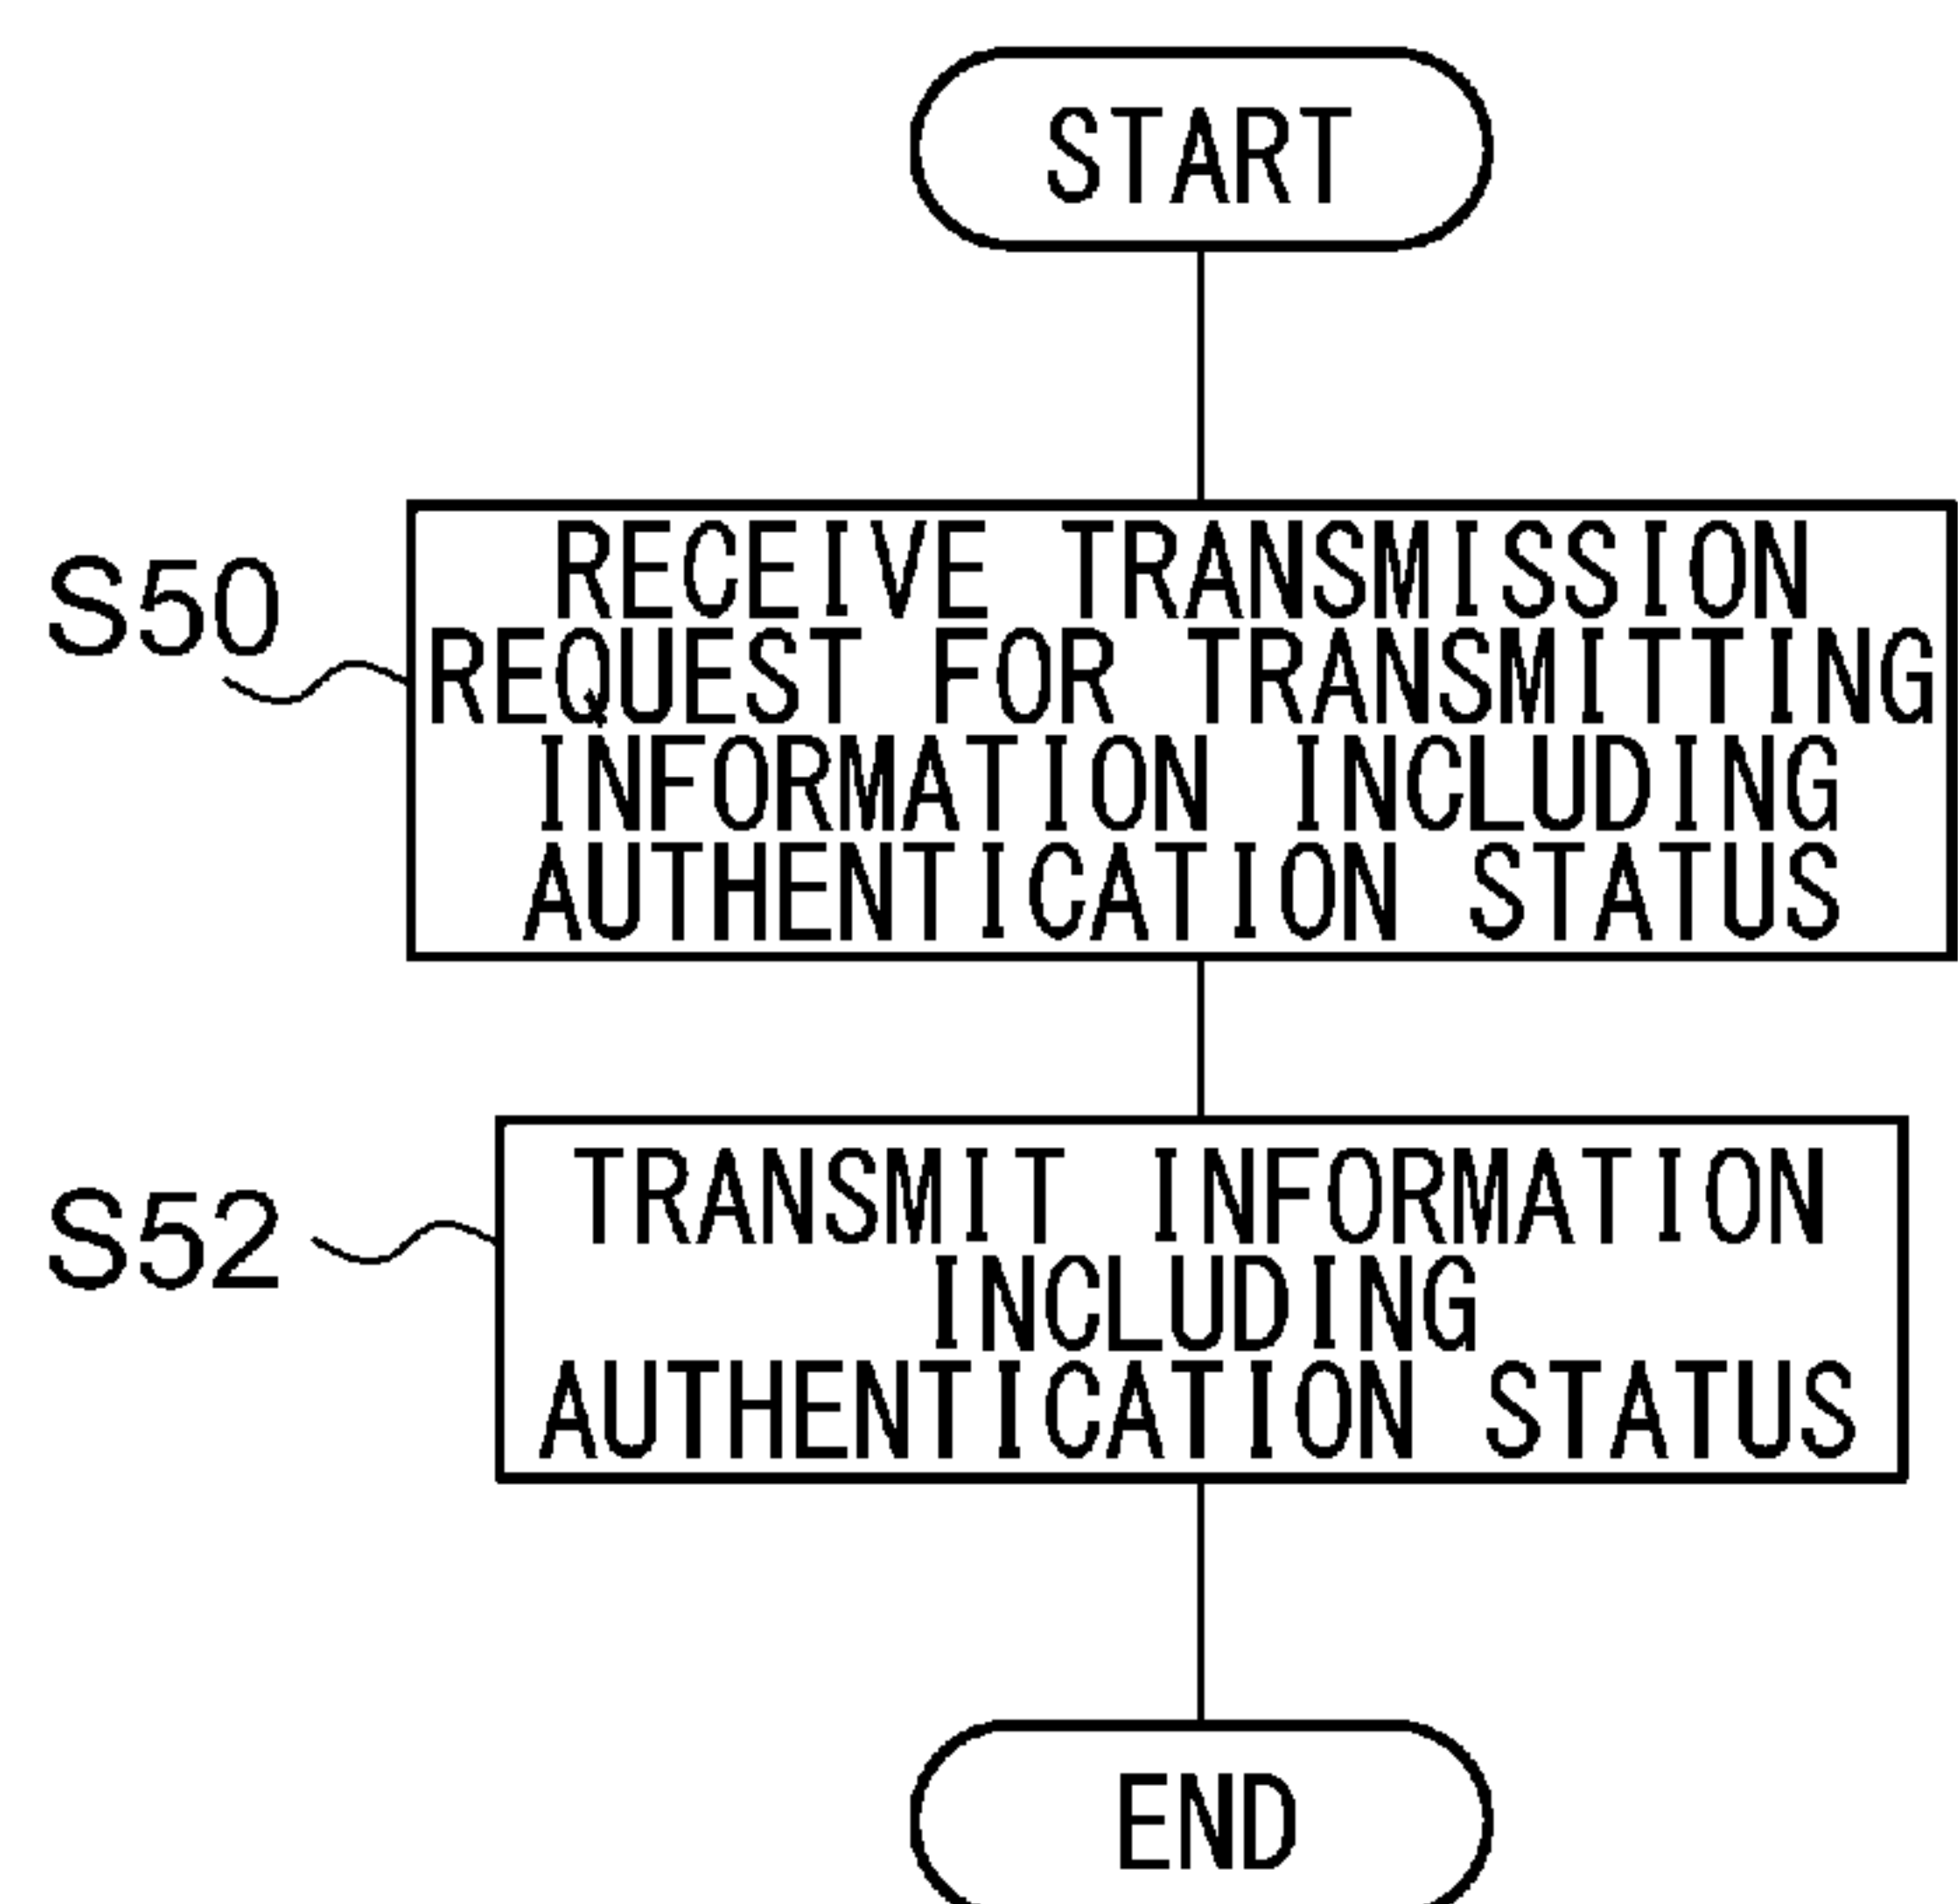 START
S50
RECEIVE TRANSMISSION
REQUEST FOR TRANSMITTING
INFORMATION INCLUDING
AUTHENTICATION STATUS
S52
TRANSMIT INFORMATION
INCLUDING
AUTHENTICATION STATUS
END